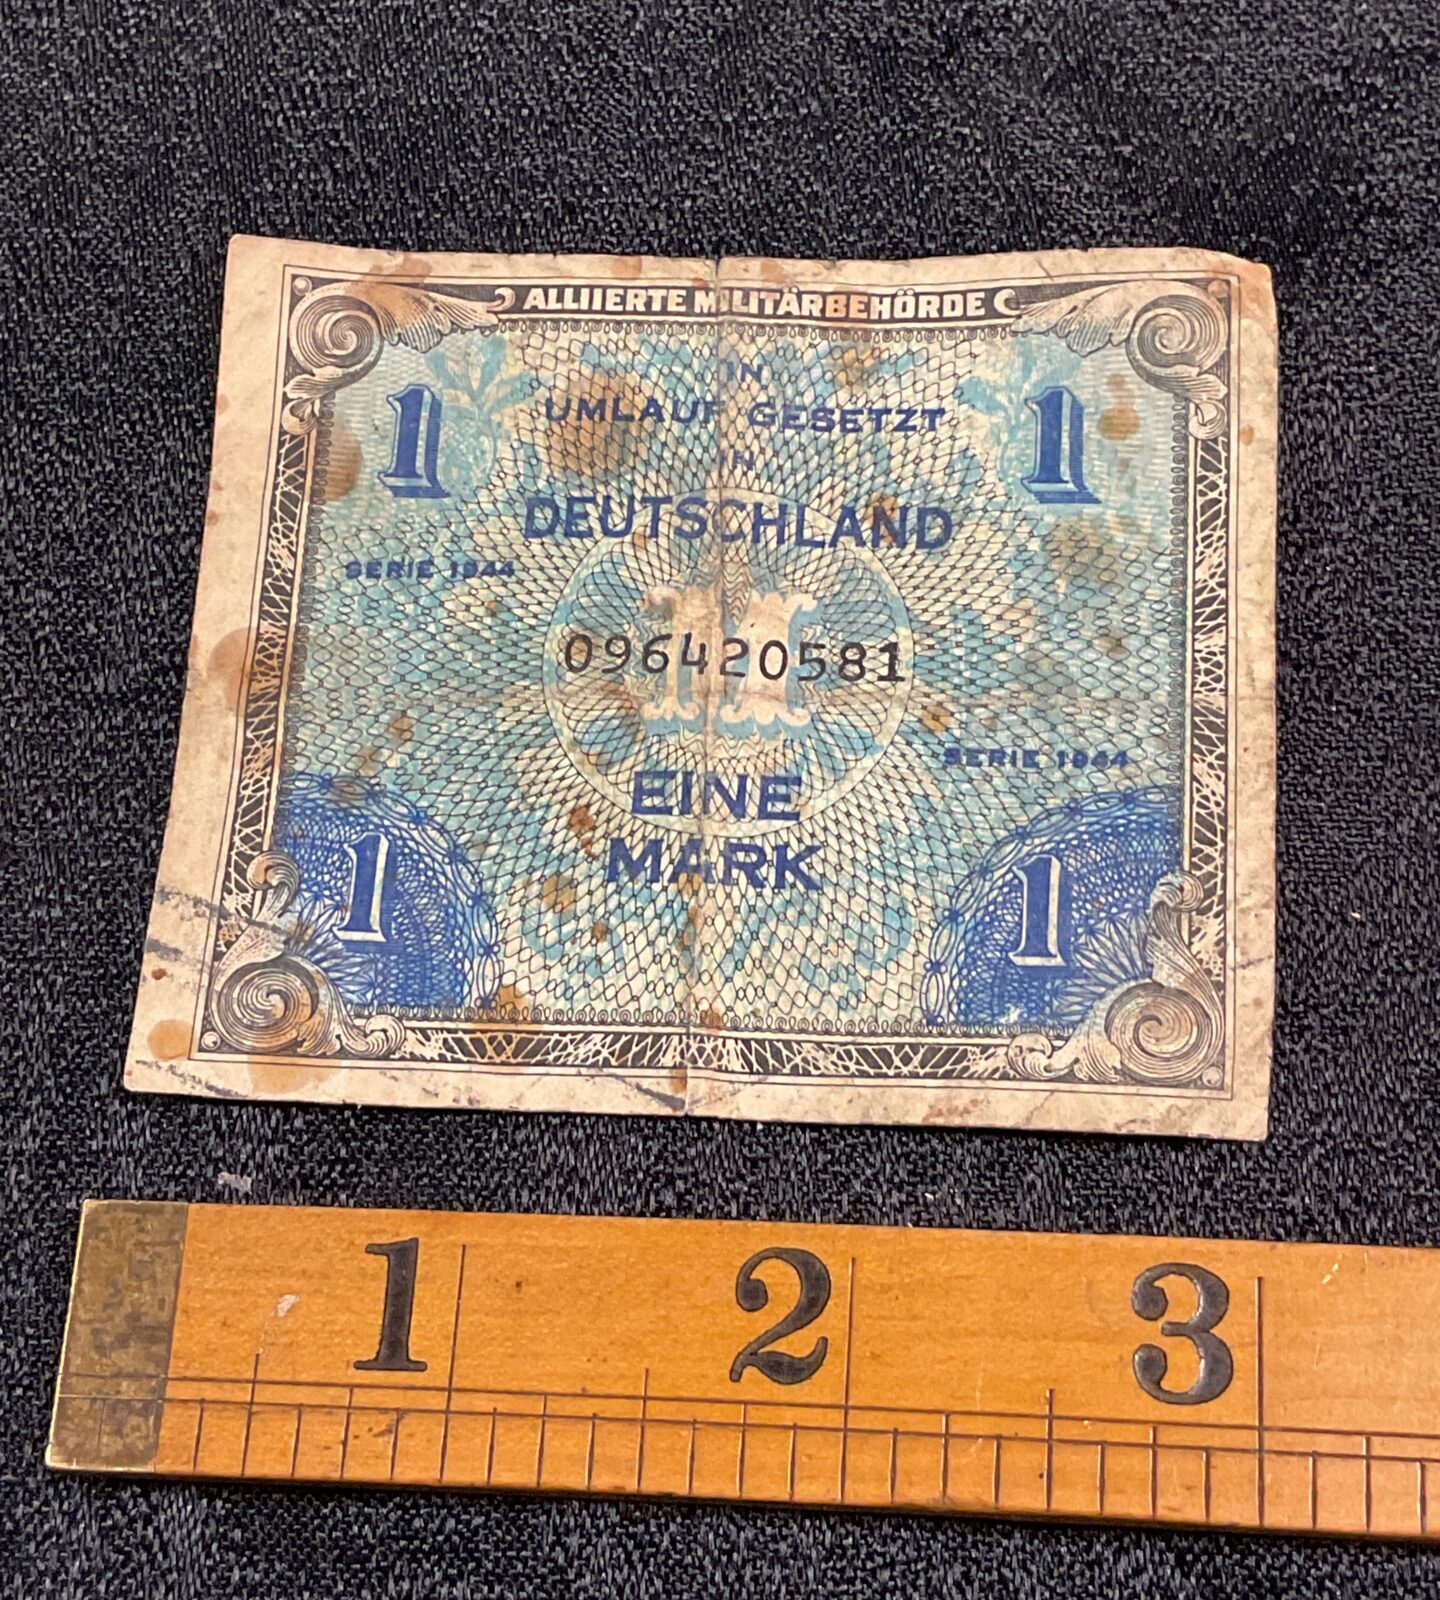 ALLIIERTE MILITÄRBEHÖRDE
IN
UMLAUF GESETZT
IN
DEUTSCHLAND
1
1
SERIE 1944
1
096420581
SERIE 1944
EINE
MARK
1
1
1
2
3